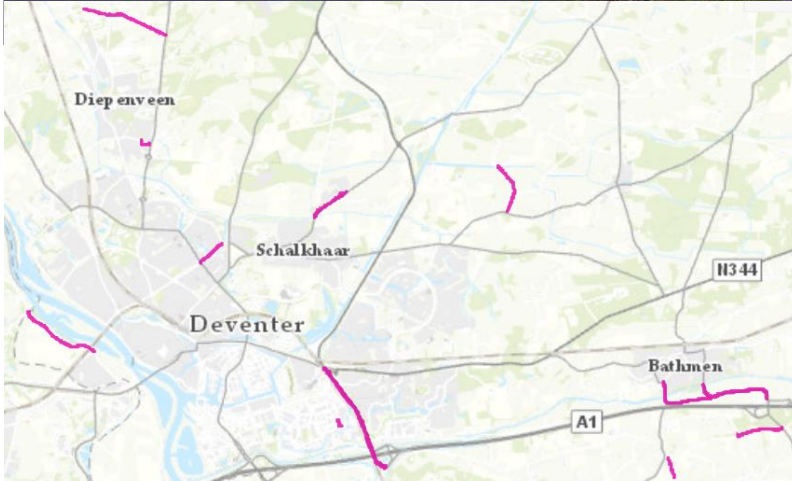 Diepenveen
Schalkhaar
N344
Deventer
Bathmen
A1